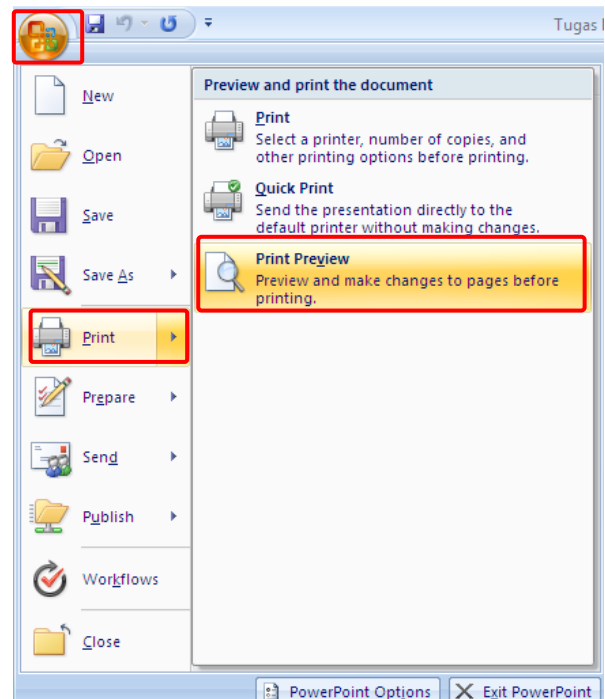 Tugas
New
Open
Save
Save As
Print
Prepare
Send
Publish
Workflows
Close
Preview and print the document
Print
Select a printer, number of copies, and
other printing options before printing.
Quick Print
Send the presentation directly to the
default printer without making changes.
Print Preview
Preview and make changes to pages before
printing.
PowerPoint Options
Exit PowerPoint